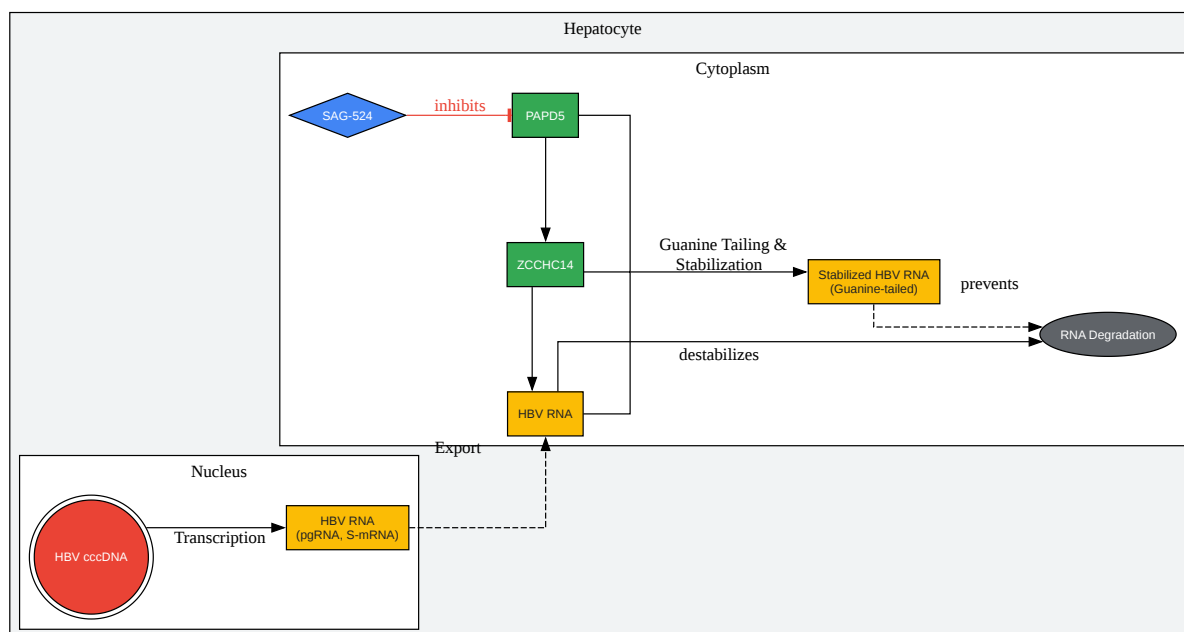 Hepatocyte
Cytoplasm
SAG-524
inhibits
PAPD5
ZCCHC14
Guanine Tailing &
Stabilization
Stabilized HBV RNA
(Guanine-tailed)
prevents
RNA Degradation
destabilizes
HBV RNA
Export
Nucleus
HBV cccDNA
Transcription
HBV RNA
(pgRNA, S-mRNA)